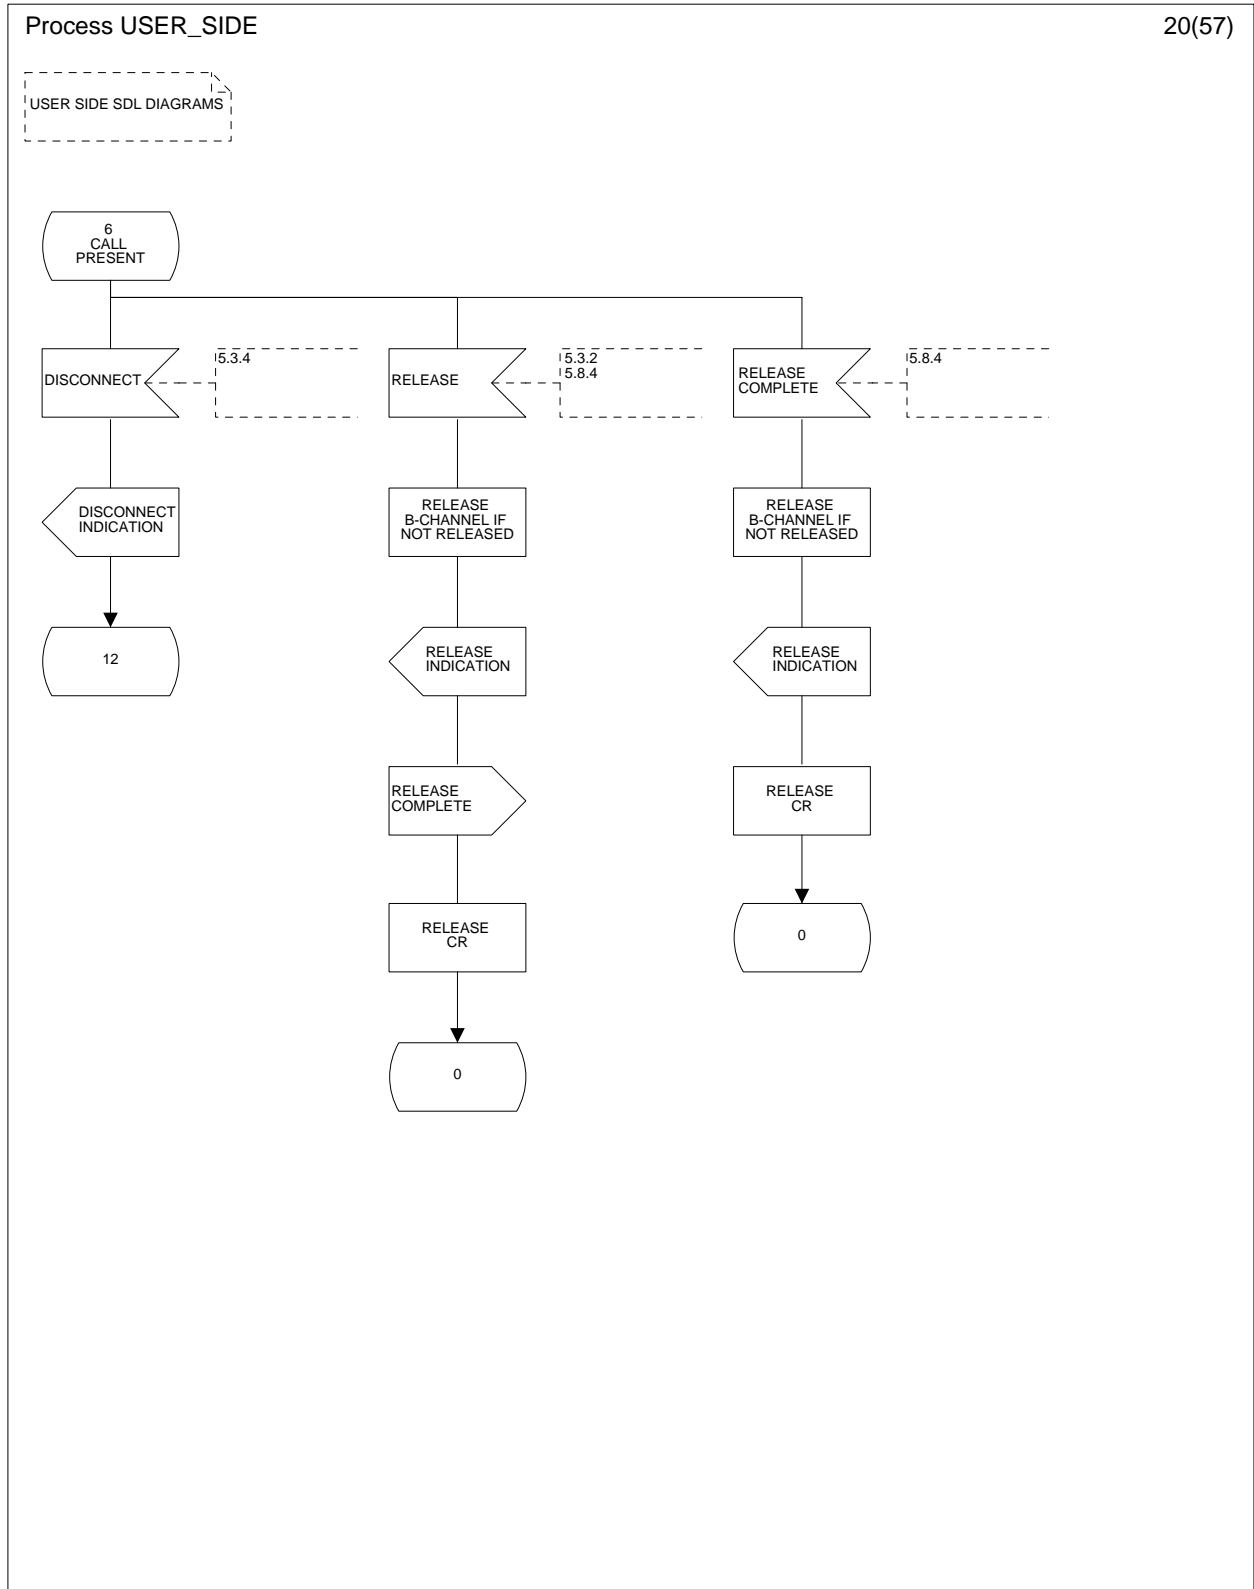 Process USER_SIDE
20(57)
USER SIDE SDL DIAGRAMS
6
CALL
PRESENT
DISCONNECT
5.3.4
RELEASE
5.3.2
5.8.4
RELEASE
COMPLETE
5.8.4
DISCONNECT
INDICATION
RELEASE
B-CHANNEL IF
NOT RELEASED
RELEASE
B-CHANNEL IF
NOT RELEASED
12
RELEASE
INDICATION
RELEASE
INDICATION
RELEASE
COMPLETE
RELEASE
CR
RELEASE
CR
0
0